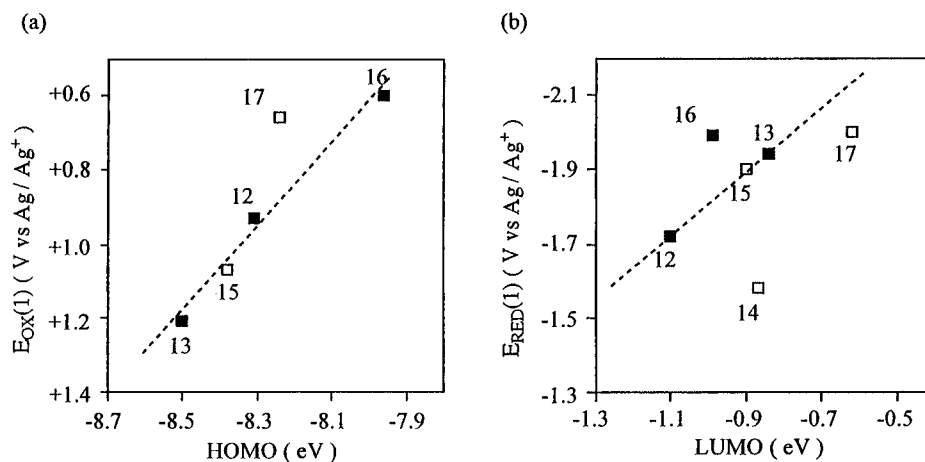 (a)
E_OX(1) ( V vs Ag / Ag^+)
+0.6
+0.8
+1.0
+1.2
+1.4
16
17
12
15
13
-8.7 -8.5 -8.3 -8.1 -7.9
HOMO ( eV )
(b)
E_RED(1) ( V vs Ag / Ag^+)
-2.1
-1.9
-1.7
-1.5
-1.3
16
13
17
15
12
14
-1.3 -1.1 -0.9 -0.7 -0.5
LUMO ( eV )